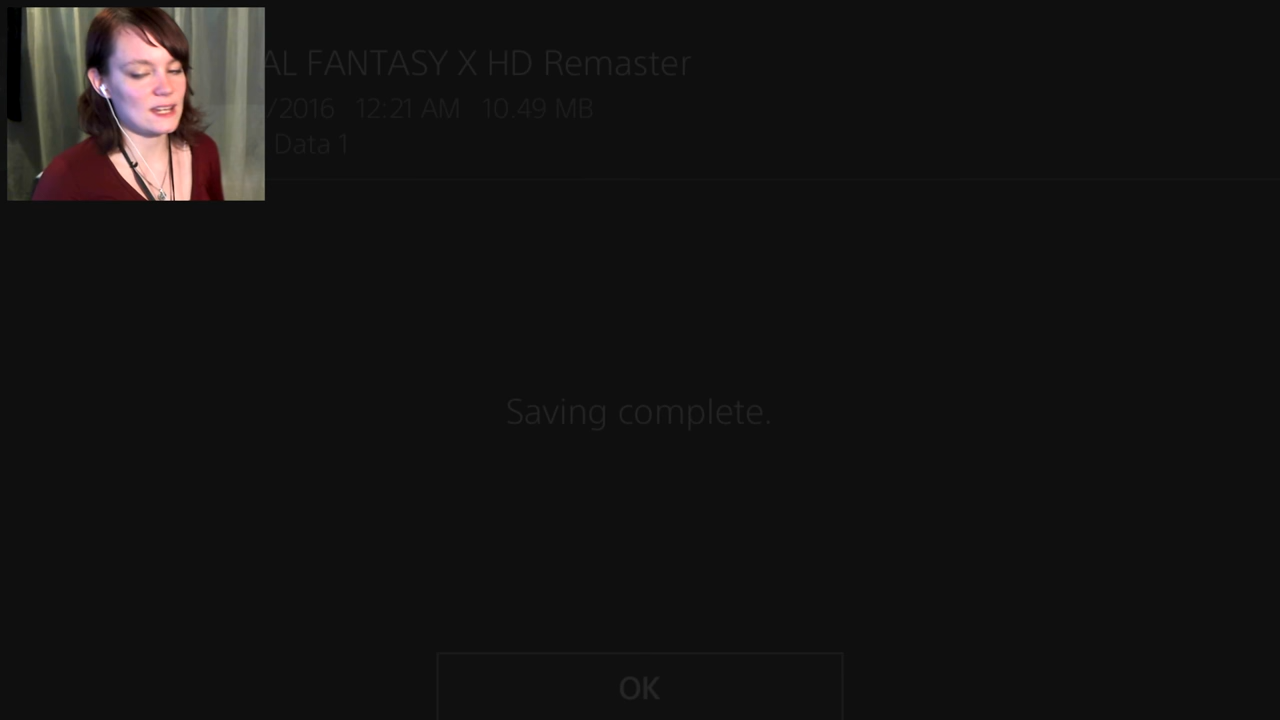 AL FANTASY X HD Remaster
/2016 12:21 AM 10.49 MB
Data 1
Saving complete.
OK